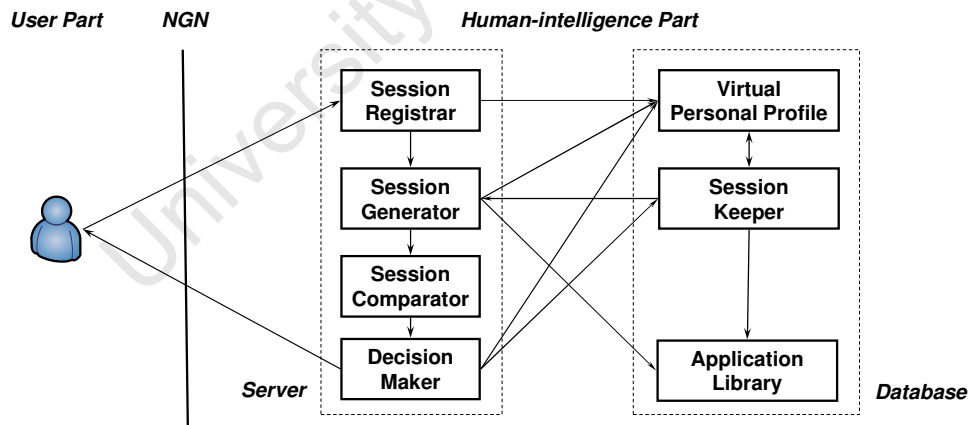 User Part
NGN
Human-intelligence Part
Session
Registrar
Virtual
Personal Profile
Session
Generator
Session
Keeper
Session
Comparator
Decision
Maker
Application
Library
Server
Database
University